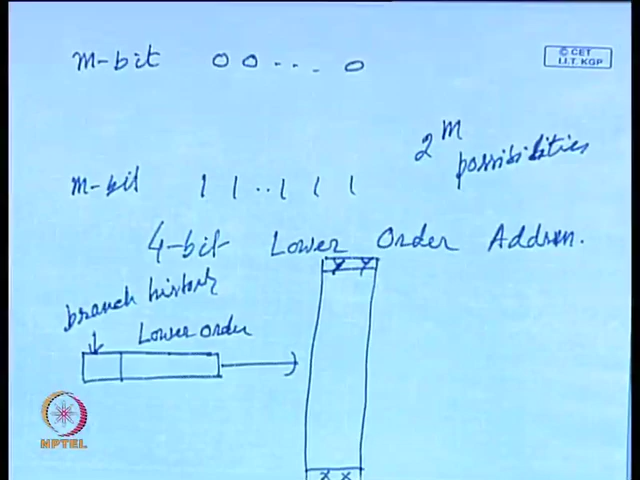 m-bit 0 0 ... . 0
© CET
I.I.T. KGP
2^m
possibilities
m-bit 1 1 .. 1 1 1
4-bit Lower Order Addren.
branch history
Lower order
x x
x x
NPTEL